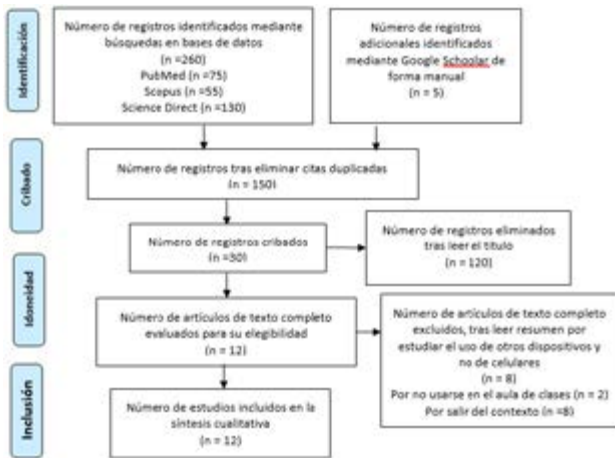 Identificación
Número de registros identificados mediante
búsquedas en bases de datos
(n =260)
PubMed (n =75)
Scopus (n =55)
Science Direct (n =130)
Número de registros
adicionales identificados
mediante Google Schoolar de
forma manual
(n = 5)
Cribado
Número de registros tras eliminar citas duplicadas
(n = 150)
Número de registros cribados
(n =30)
Número de registros eliminados
tras leer el título
(n = 120)
Idoneidad
Número de artículos de texto completo
evaluados para su elegibilidad
(n = 12)
Número de artículos de texto completo
excluidos, tras leer resumen por
estudiar el uso de otros dispositivos y
no de celulares
(n = 8)
Por no usarse en el aula de clases (n = 2)
Por salir del contexto (n =8)
Inclusión
Número de estudios incluidos en la
síntesis cualitativa
(n = 12)